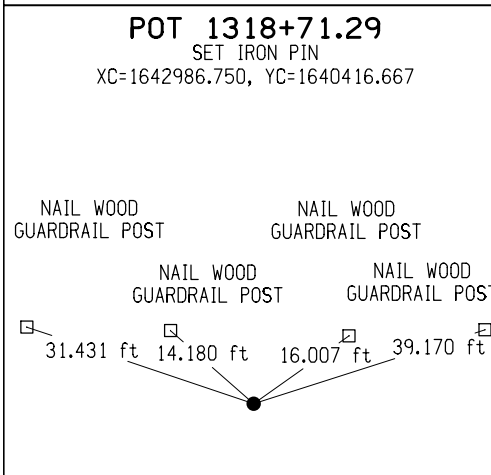 POT 1318+71.29
SET IRON PIN
XC=1642986.750, YC=1640416.667
NAIL WOOD
GUARDRAIL POST
NAIL WOOD
GUARDRAIL POST
NAIL WOOD
GUARDRAIL POST
NAIL WOOD
GUARDRAIL POST
31.431 ft
14.180 ft
16.007 ft
39.170 ft